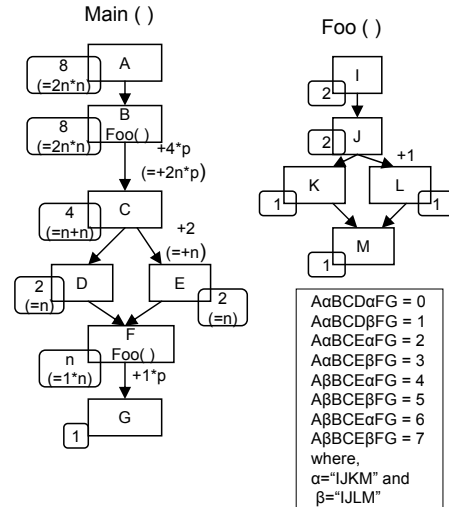 Main ( )
Foo ( )
8
(=2n*n)
A
8
(=2n*n)
B
Foo( )
+4*p
(=+2n*p)
4
(=n+n)
C
+2
(=+n)
2
(=n)
D
E
2
(=n)
F
Foo( )
n
(=1*n)
+1*p
G
1
I
2
J
2
+1
K
1
L
1
M
1
AαBCDαFG = 0
AαBCDβFG = 1
AαBCEαFG = 2
AαBCEβFG = 3
AβBCEαFG = 4
AβBCEβFG = 5
AβBCEαFG = 6
AβBCEβFG = 7
where,
α=“IJKM” and
β=“IJLM”